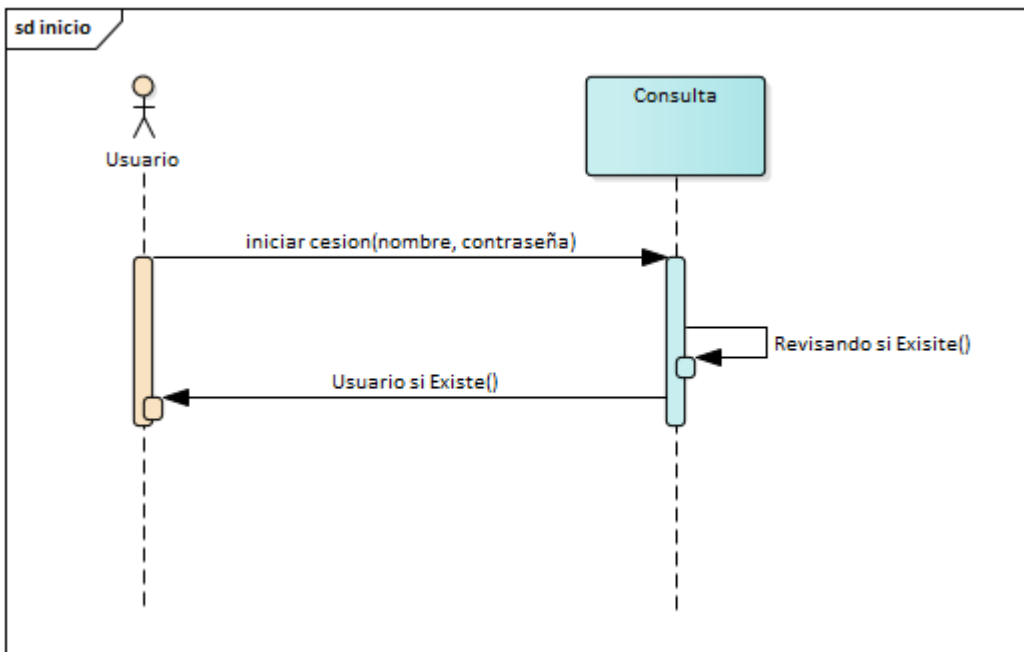 sd inicio
Usuario
Consulta
iniciar cesion(nombre, contraseña)
Revisando si Exisite()
Usuario si Existe()